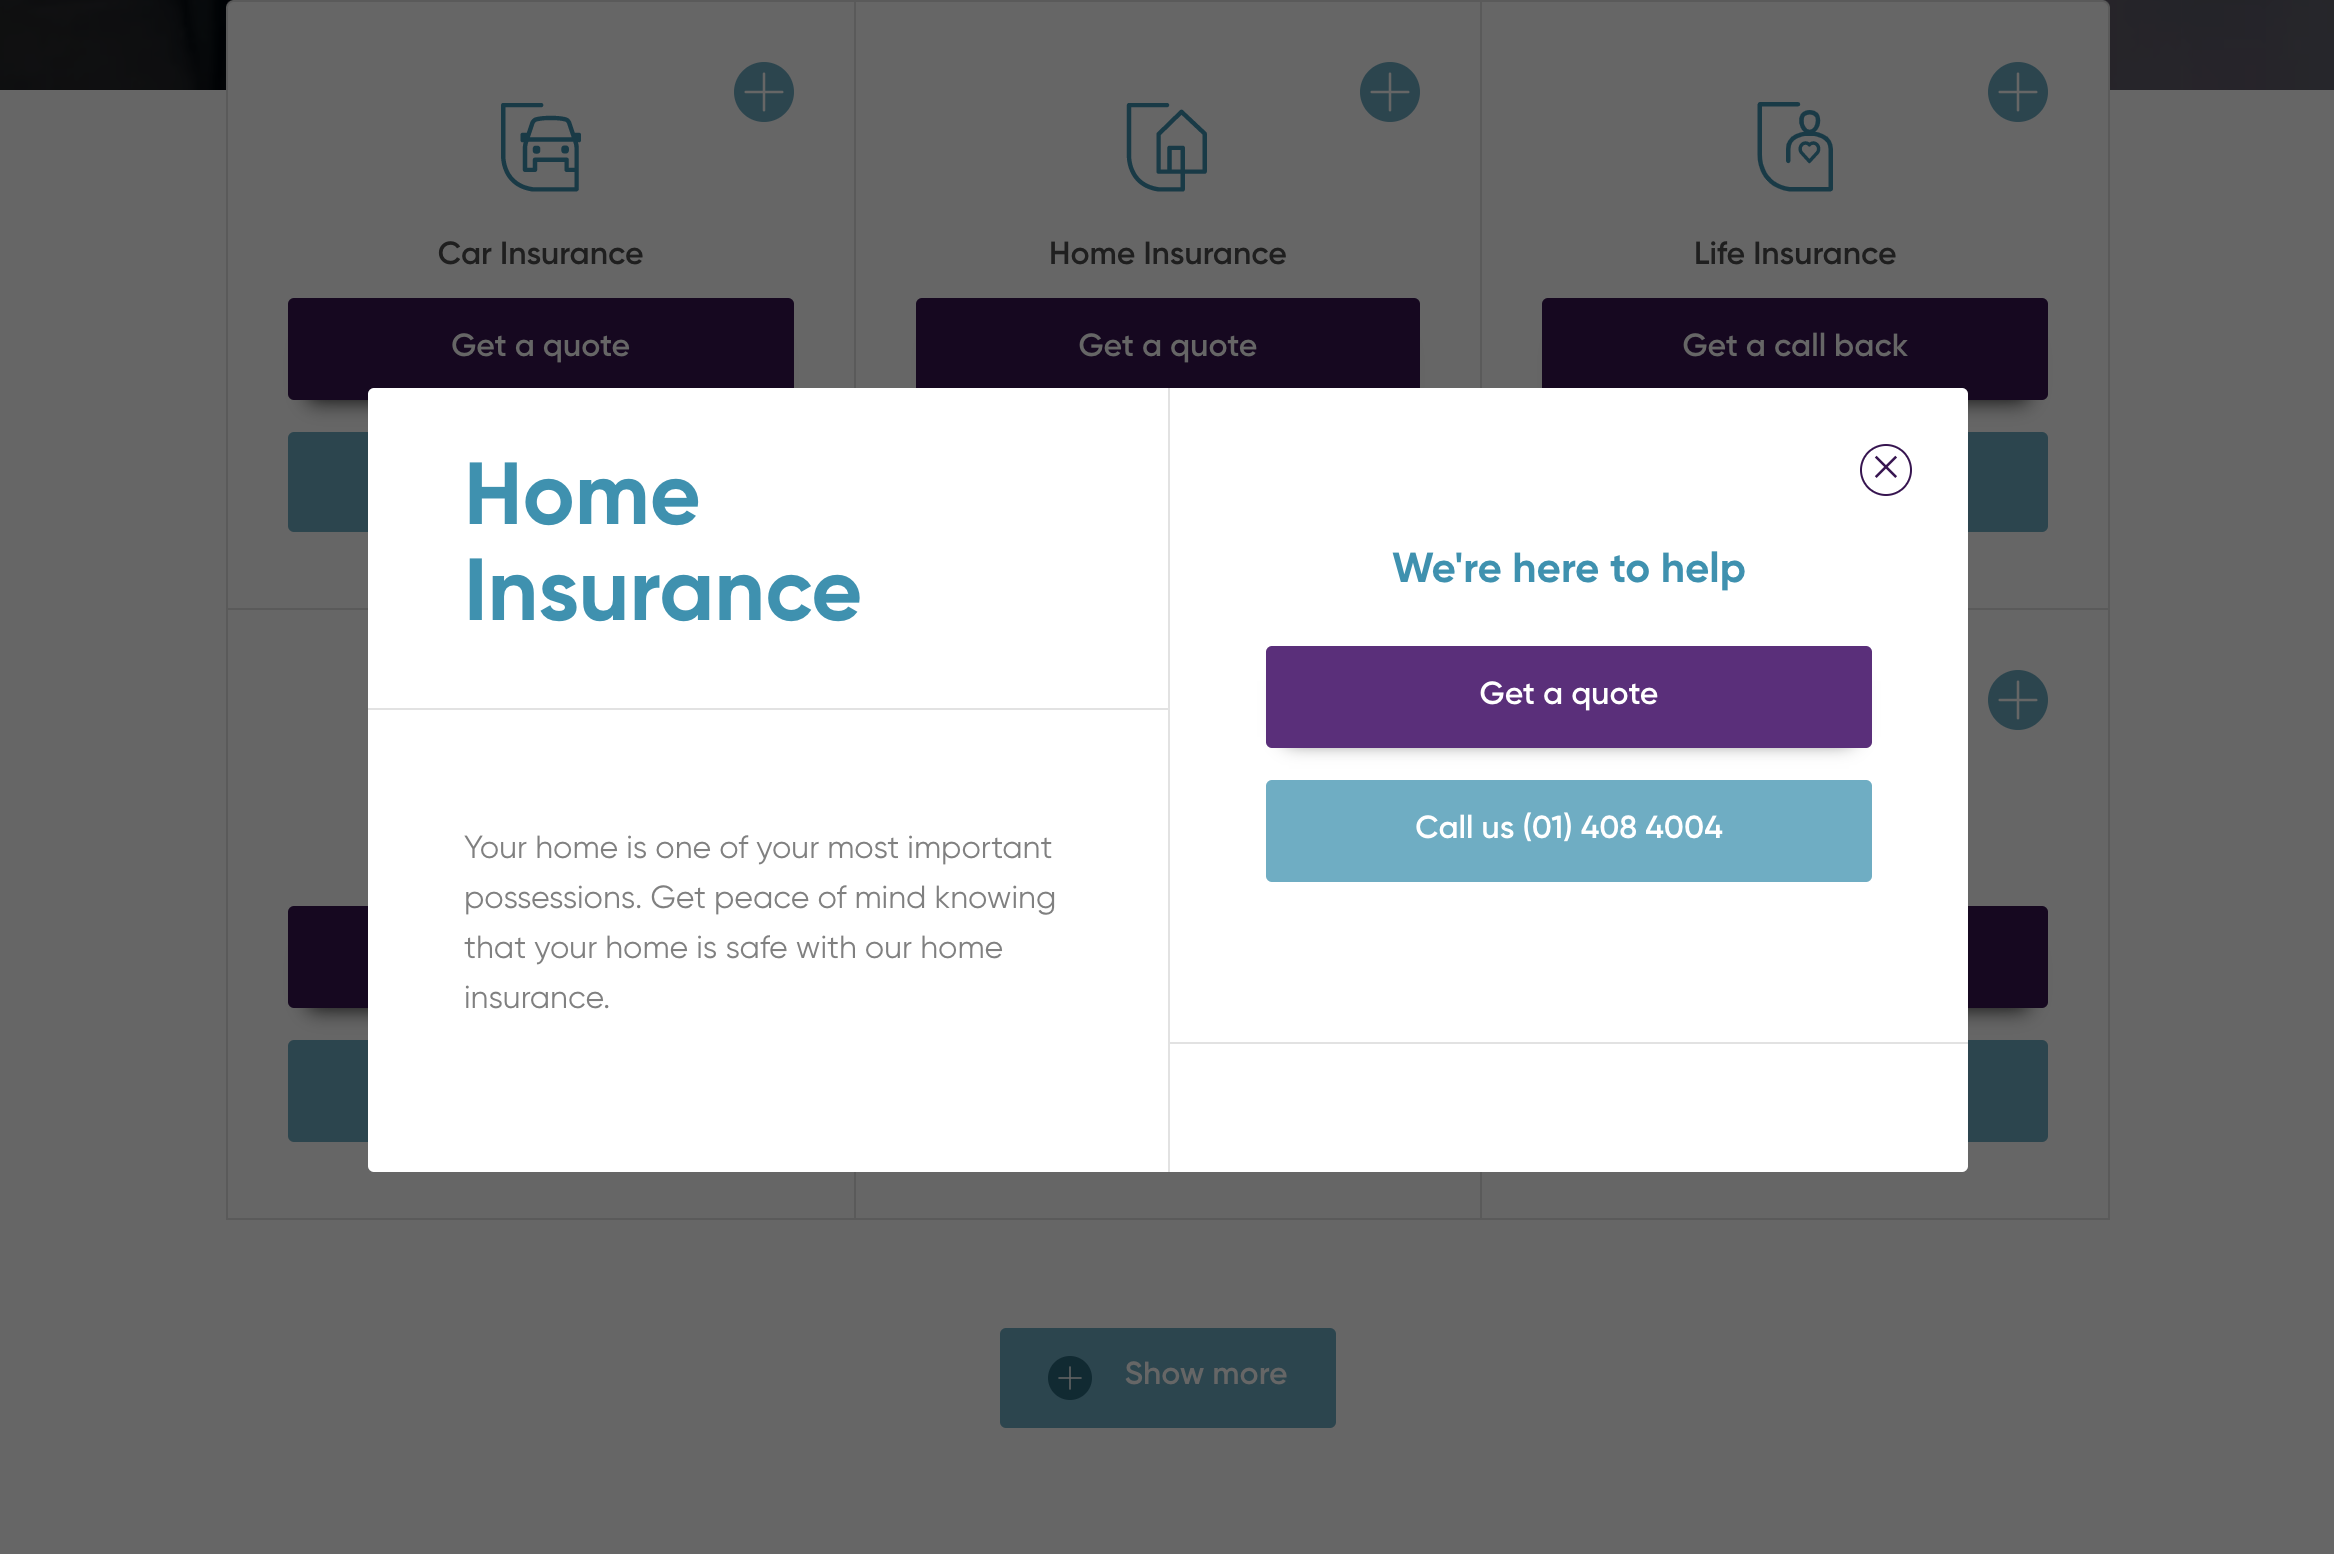 Car Insurance
Home Insurance
Life Insurance
Get a quote
Get a quote
Get a call back
Home
Insurance
Your home is one of your most important
possessions. Get peace of mind knowing
that your home is safe with our home
insurance.
We're here to help
Get a quote
Call us (01) 408 4004
Show more